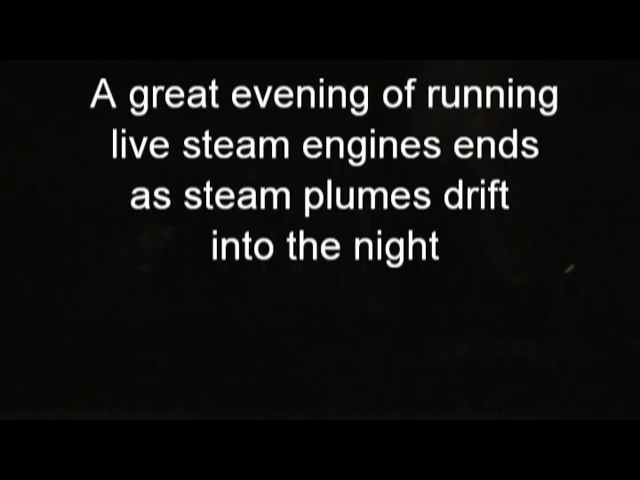 A great evening of running
live steam engines ends
as steam plumes drift
into the night